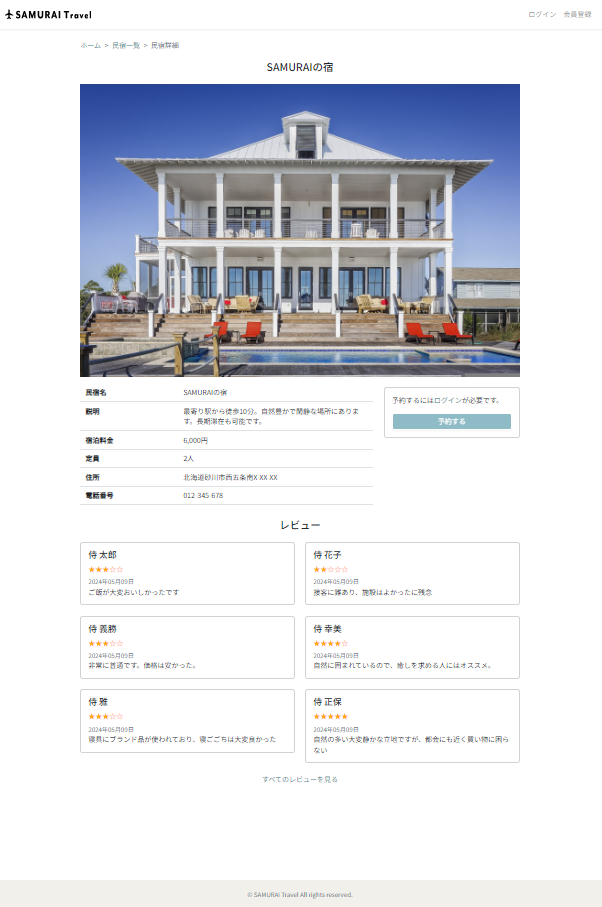 SAMURAI Travel
ログイン 会員登録
ホーム > 民宿一覧 > 民宿詳細
SAMURAIの宿
民宿名 SAMURAIの宿
説明 最寄り駅から徒歩10分。自然豊かで閑静な場所にありま
す。長期滞在も可能です。
宿泊料金 6,000円
定員 2人
住所 北海道砂川市西五条南X-XX-XX
電話番号 012-345-678
予約するにはログインが必要です。
予約する
レビュー
侍 太郎
★★★☆☆
2024年05月09日
ご飯が大変おいしかったです
侍 花子
★★☆☆☆
2024年05月09日
接客に難あり、施設はよかったに残念
侍 義勝
★★★☆☆
2024年05月09日
非常に普通です。価格は安かった。
侍 幸美
★★★★☆
2024年05月09日
自然に囲まれているので、癒しを求める人にはオススメ。
侍 雅
★★★☆☆
2024年05月09日
寝具にブランド品が使われており、寝ごごちは大変良かった
侍 正保
★★★★★
2024年05月09日
自然の多い大変静かな立地ですが、都会にも近く買い物に困ら
ない
すべてのレビューを見る
© SAMURAI Travel All rights reserved.